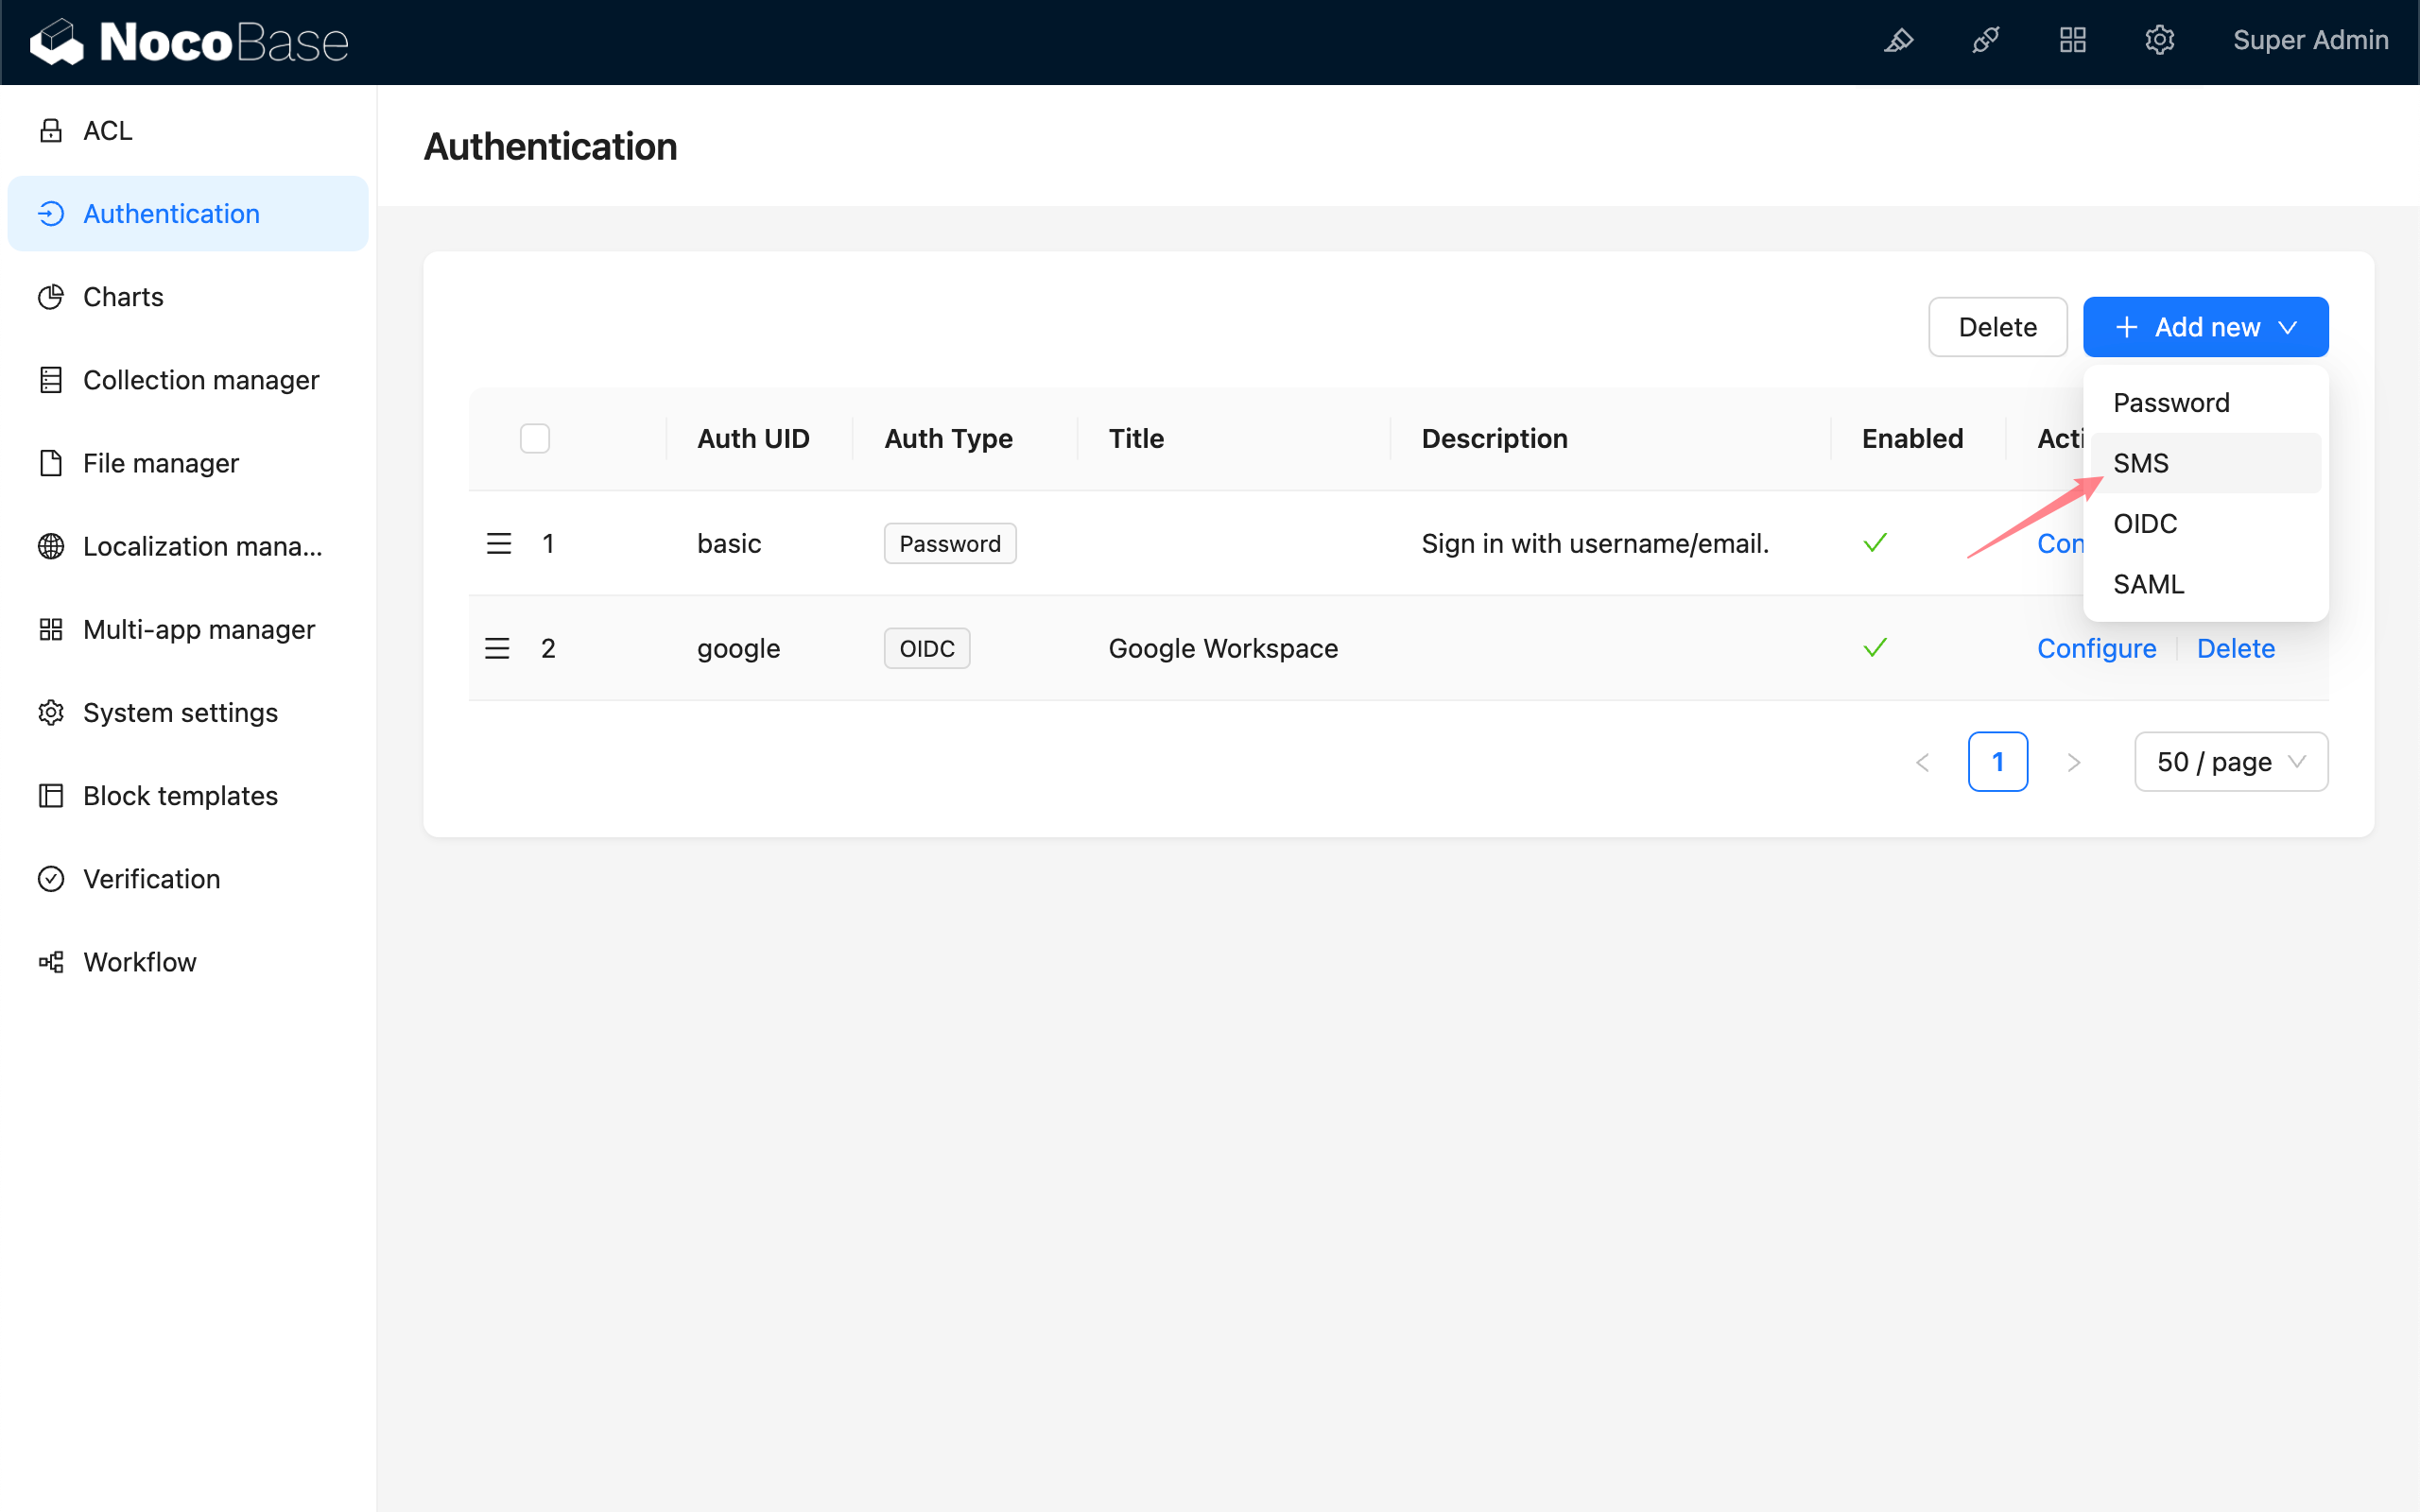 NocoBase
Super Admin
ACL
Authentication
Charts
Collection manager
File manager
Localization mana...
Multi-app manager
System settings
Block templates
Verification
Workflow
Authentication
Delete
Add new
Password
SMS
OIDC
SAML
Auth UID Auth Type Title Description Enabled Acti
1 basic Password Sign in with username/email. Con
2 google OIDC Google Workspace Configure Delete
1 50 / page